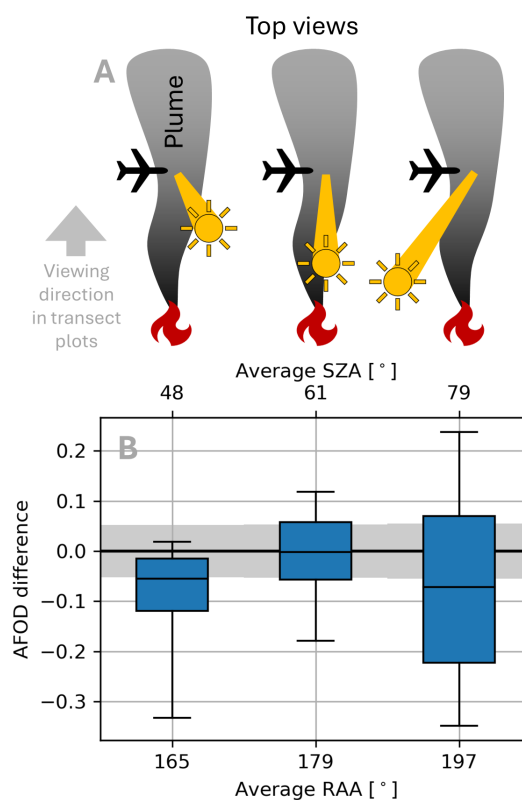 Top views
A
Plume
Viewing
direction
in transect
plots
Average SZA [°]
48 61 79
B
AFOD difference
0.2
0.1
0.0
−0.1
−0.2
−0.3
165 179 197
Average RAA [°]